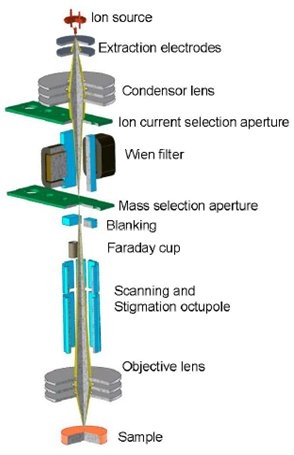 Ion source
Extraction electrodes
Condensor lens
Ion current selection aperture
Wien filter
Mass selection aperture
Blanking
Faraday cup
Scanning and
Stigmation octupole
Objective lens
Sample